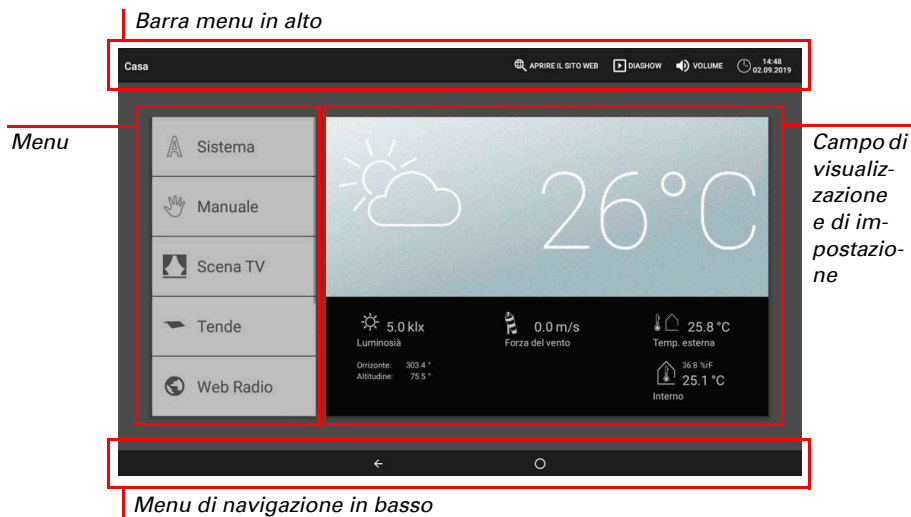 Barra menu in alto
Casa
APRIRE IL SITO WEB
DIASHOW
VOLUME
14:48
02.09.2019
Menu
Sistema
Manuale
Scena TV
Tende
Web Radio
26°C
5.0 klx
Luminosià
Orrizonte: 303.4 °
Altitudine: 75.5 °
0.0 m/s
Forza del vento
25.8 °C
Temp. esterna
36.8 %rF
25.1 °C
Interno
Campo di
visualiz-
zazione
e di im-
postazio-
ne
Menu di navigazione in basso